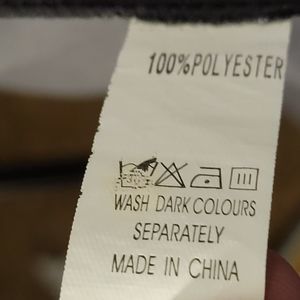 100%POLYESTER
WASH DARK COLOURS
SEPARATELY
MADE IN CHINA